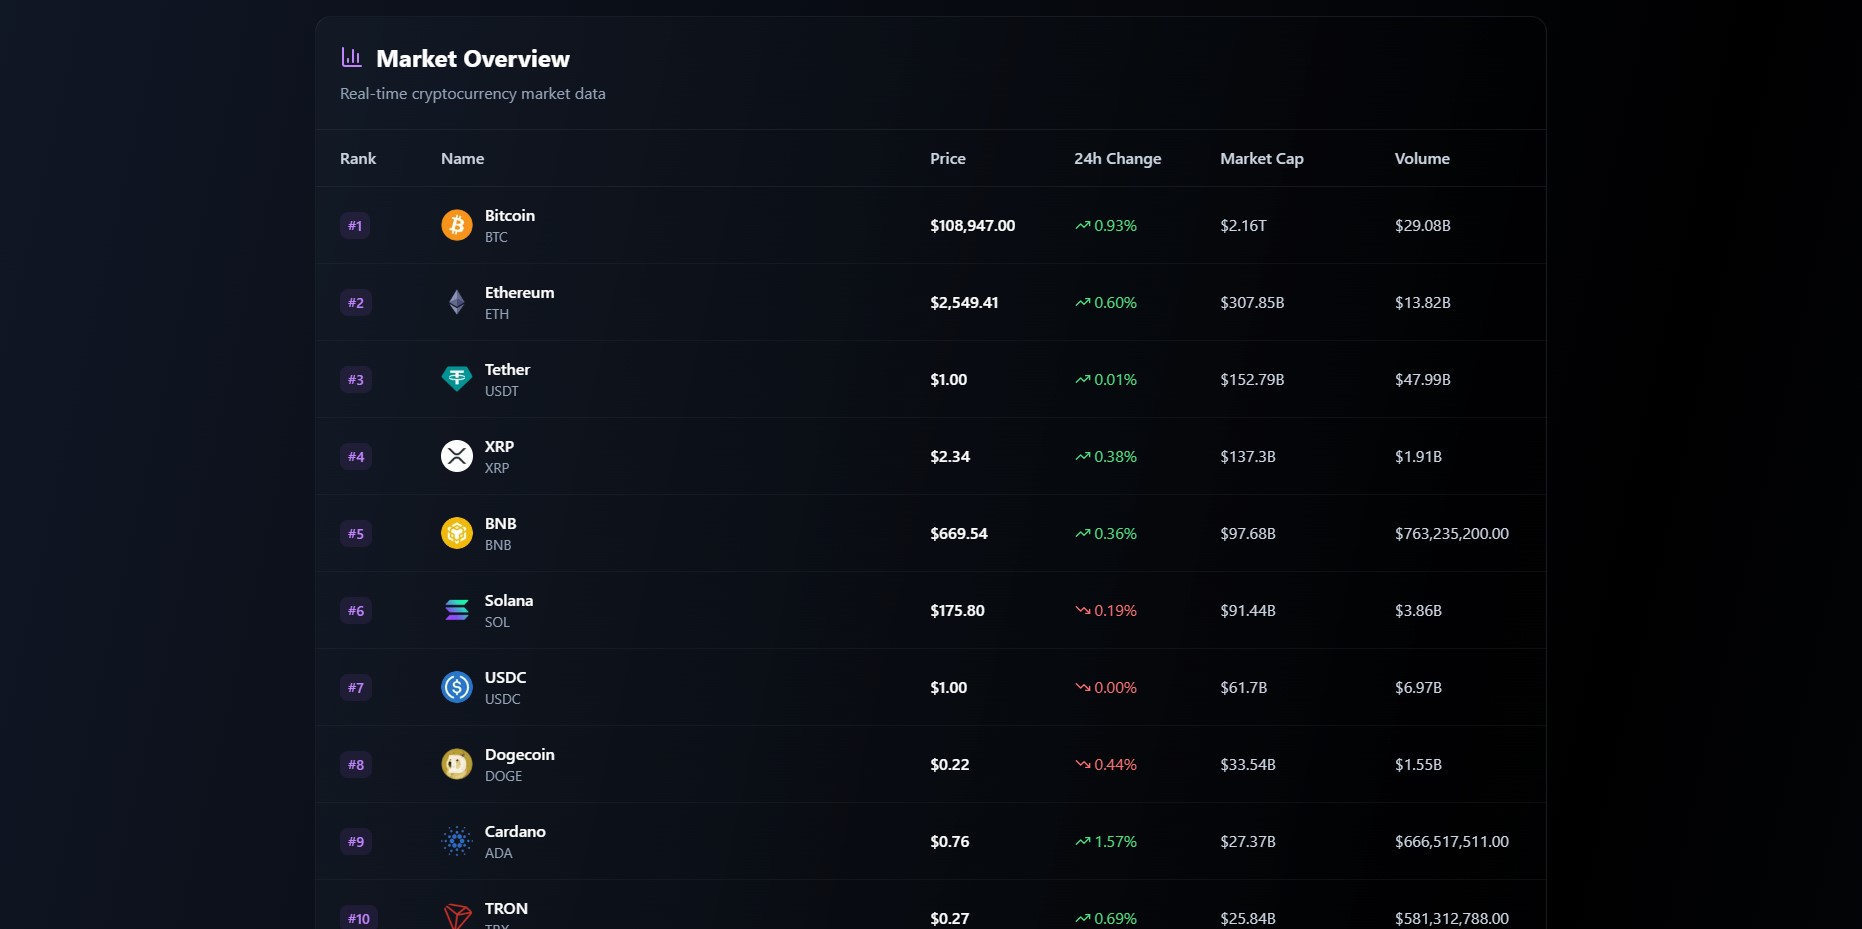 Market Overview
Real-time cryptocurrency market data
Rank Name Price 24h Change Market Cap Volume
#1 Bitcoin BTC $108,947.00 0.93% $2.16T $29.08B
#2 Ethereum ETH $2,549.41 0.60% $307.85B $13.82B
#3 Tether USDT $1.00 0.01% $152.79B $47.99B
#4 XRP XRP $2.34 0.38% $137.3B $1.91B
#5 BNB BNB $669.54 0.36% $97.68B $763,235,200.00
#6 Solana SOL $175.80 0.19% $91.44B $3.86B
#7 USDC USDC $1.00 0.00% $61.7B $6.97B
#8 Dogecoin DOGE $0.22 0.44% $33.54B $1.55B
#9 Cardano ADA $0.76 1.57% $27.37B $666,517,511.00
#10 TRON TRX $0.27 0.69% $25.84B $581,312,788.00